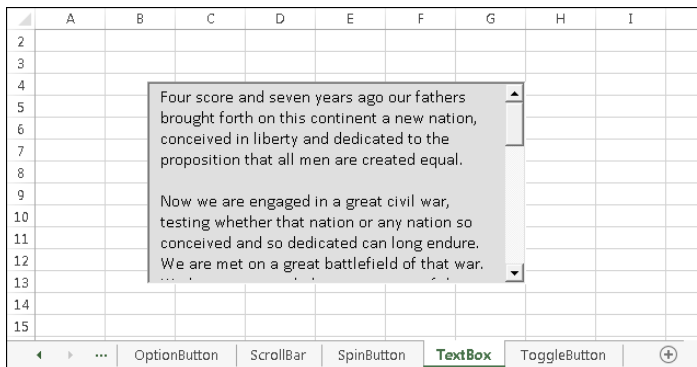 A B C D E F G H I
2
3
4
5
6
7
8
9
10
11
12
13
14
15
Four score and seven years ago our fathers
brought forth on this continent a new nation,
conceived in liberty and dedicated to the
proposition that all men are created equal.
Now we are engaged in a great civil war,
testing whether that nation or any nation so
conceived and so dedicated can long endure.
We are met on a great battlefield of that war.
... OptionButton ScrollBar SpinButton TextBox ToggleButton